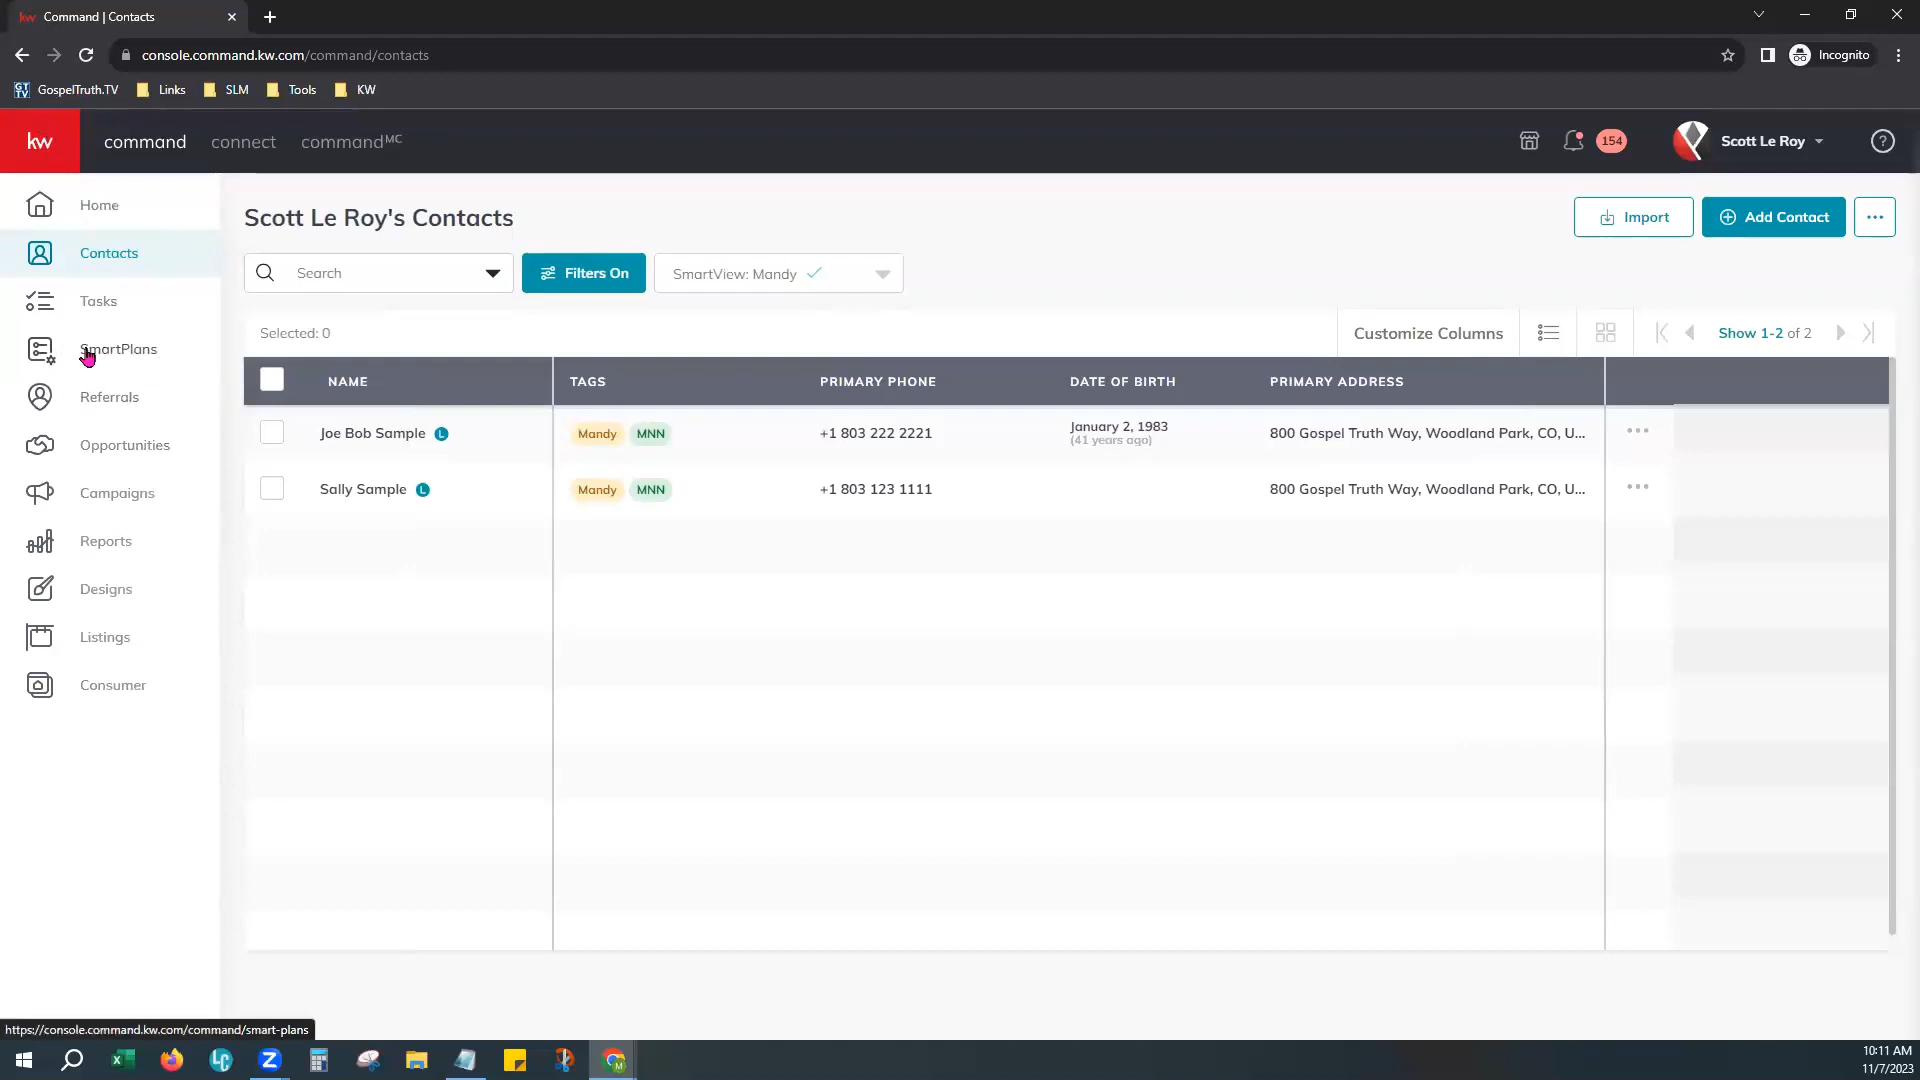 kw Command | Contacts
console.command.kw.com/command/contacts
Incognito
GT TV GospelTruth.TV Links SLM Tools KW
kw command connect command MC 154 Scott Le Roy ?
Home
Contacts
Tasks
SmartPlans
Referrals
Opportunities
Campaigns
Reports
Designs
Listings
Consumer
Scott Le Roy's Contacts
Import Add Contact ...
Search Filters On SmartView: Mandy
Selected: 0 Customize Columns Show 1-2 of 2
NAME TAGS PRIMARY PHONE DATE OF BIRTH PRIMARY ADDRESS
Joe Bob Sample L Mandy MNN +1 803 222 2221 January 2, 1983 800 Gospel Truth Way, Woodland Park, CO, U...
(41 years ago)
Sally Sample L Mandy MNN +1 803 123 1111 800 Gospel Truth Way, Woodland Park, CO, U...
https://console.command.kw.com/command/smart-plans
LC Z M
10:11 AM
11/7/2023